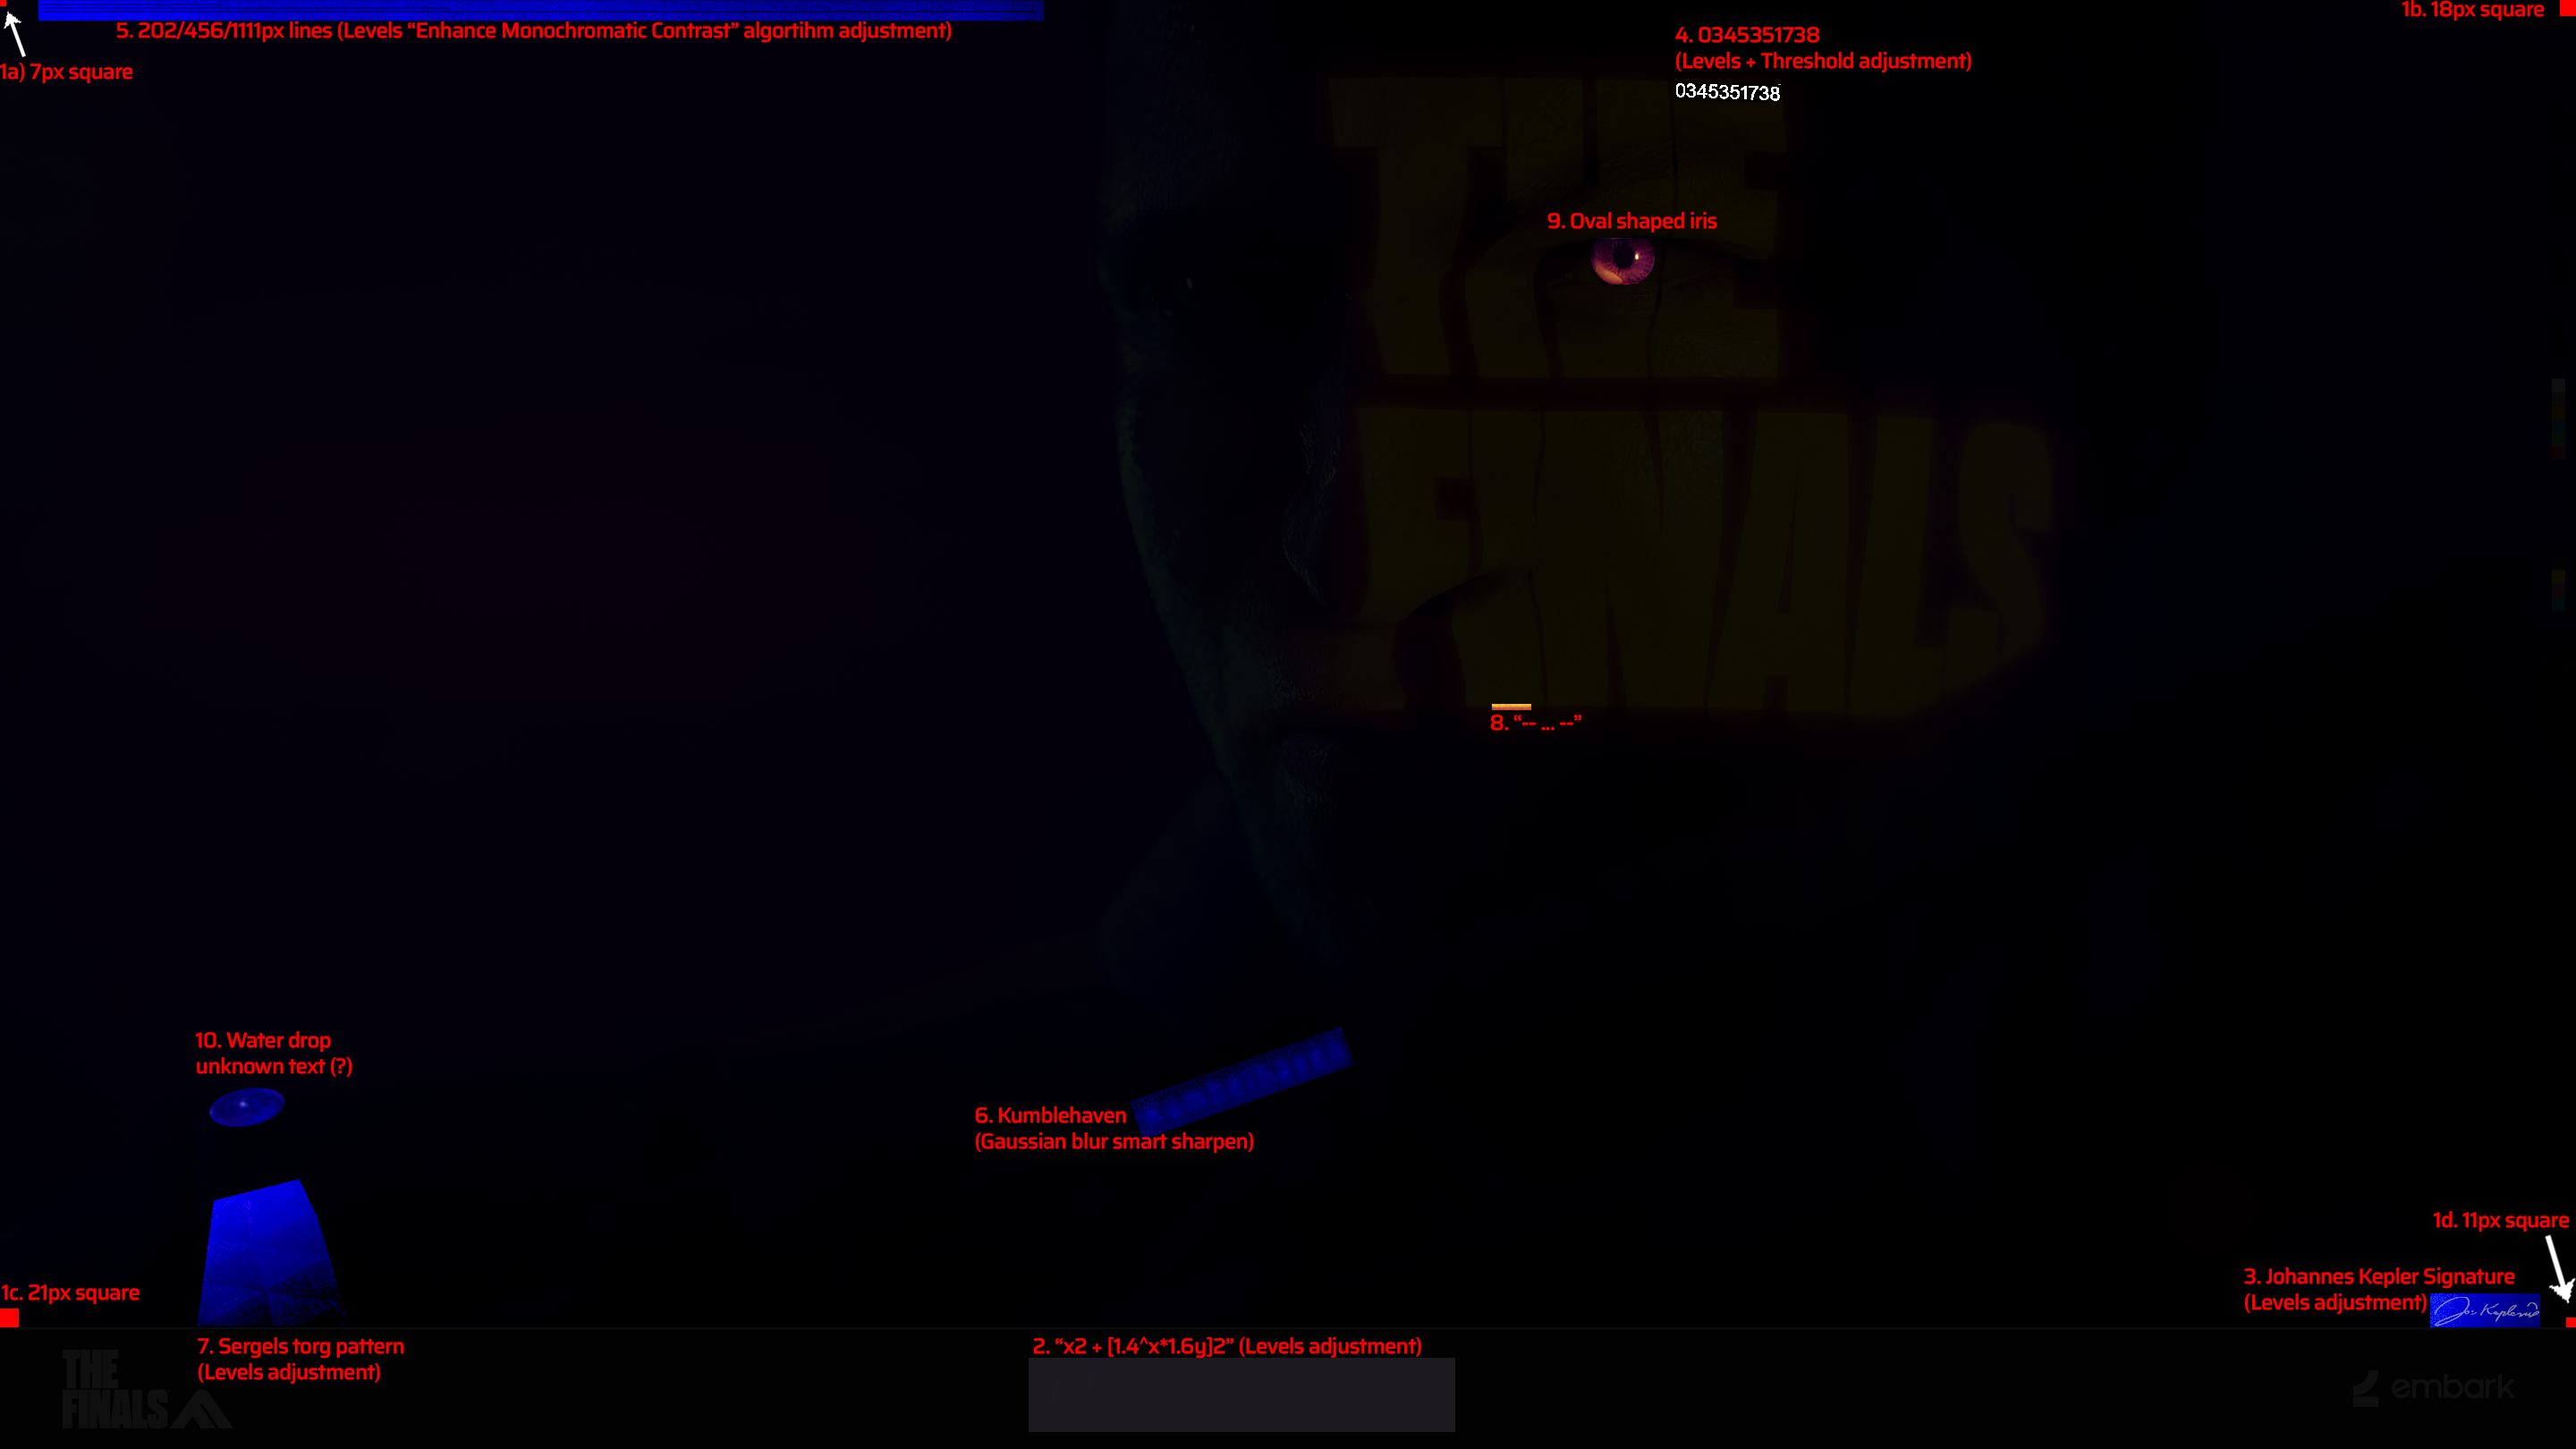 5. 202/456/1111px lines (Levels “Enhance Monochromatic Contrast” algortihm adjustment)
1b. 18px square
1a) 7px square
4. 0345351738
(Levels + Threshold adjustment)
0345351738
THE
9. Oval shaped iris
FINALS
8. “-- ... --”
10. Water drop
unknown text (?)
6. Kumblehaven
(Gaussian blur smart sharpen)
1d. 11px square
1c. 21px square
3. Johannes Kepler Signature
(Levels adjustment)
7. Sergels torg pattern
(Levels adjustment)
2. “x2 + [1.4^x*1.6y]2” (Levels adjustment)
THE
FINALS
embark